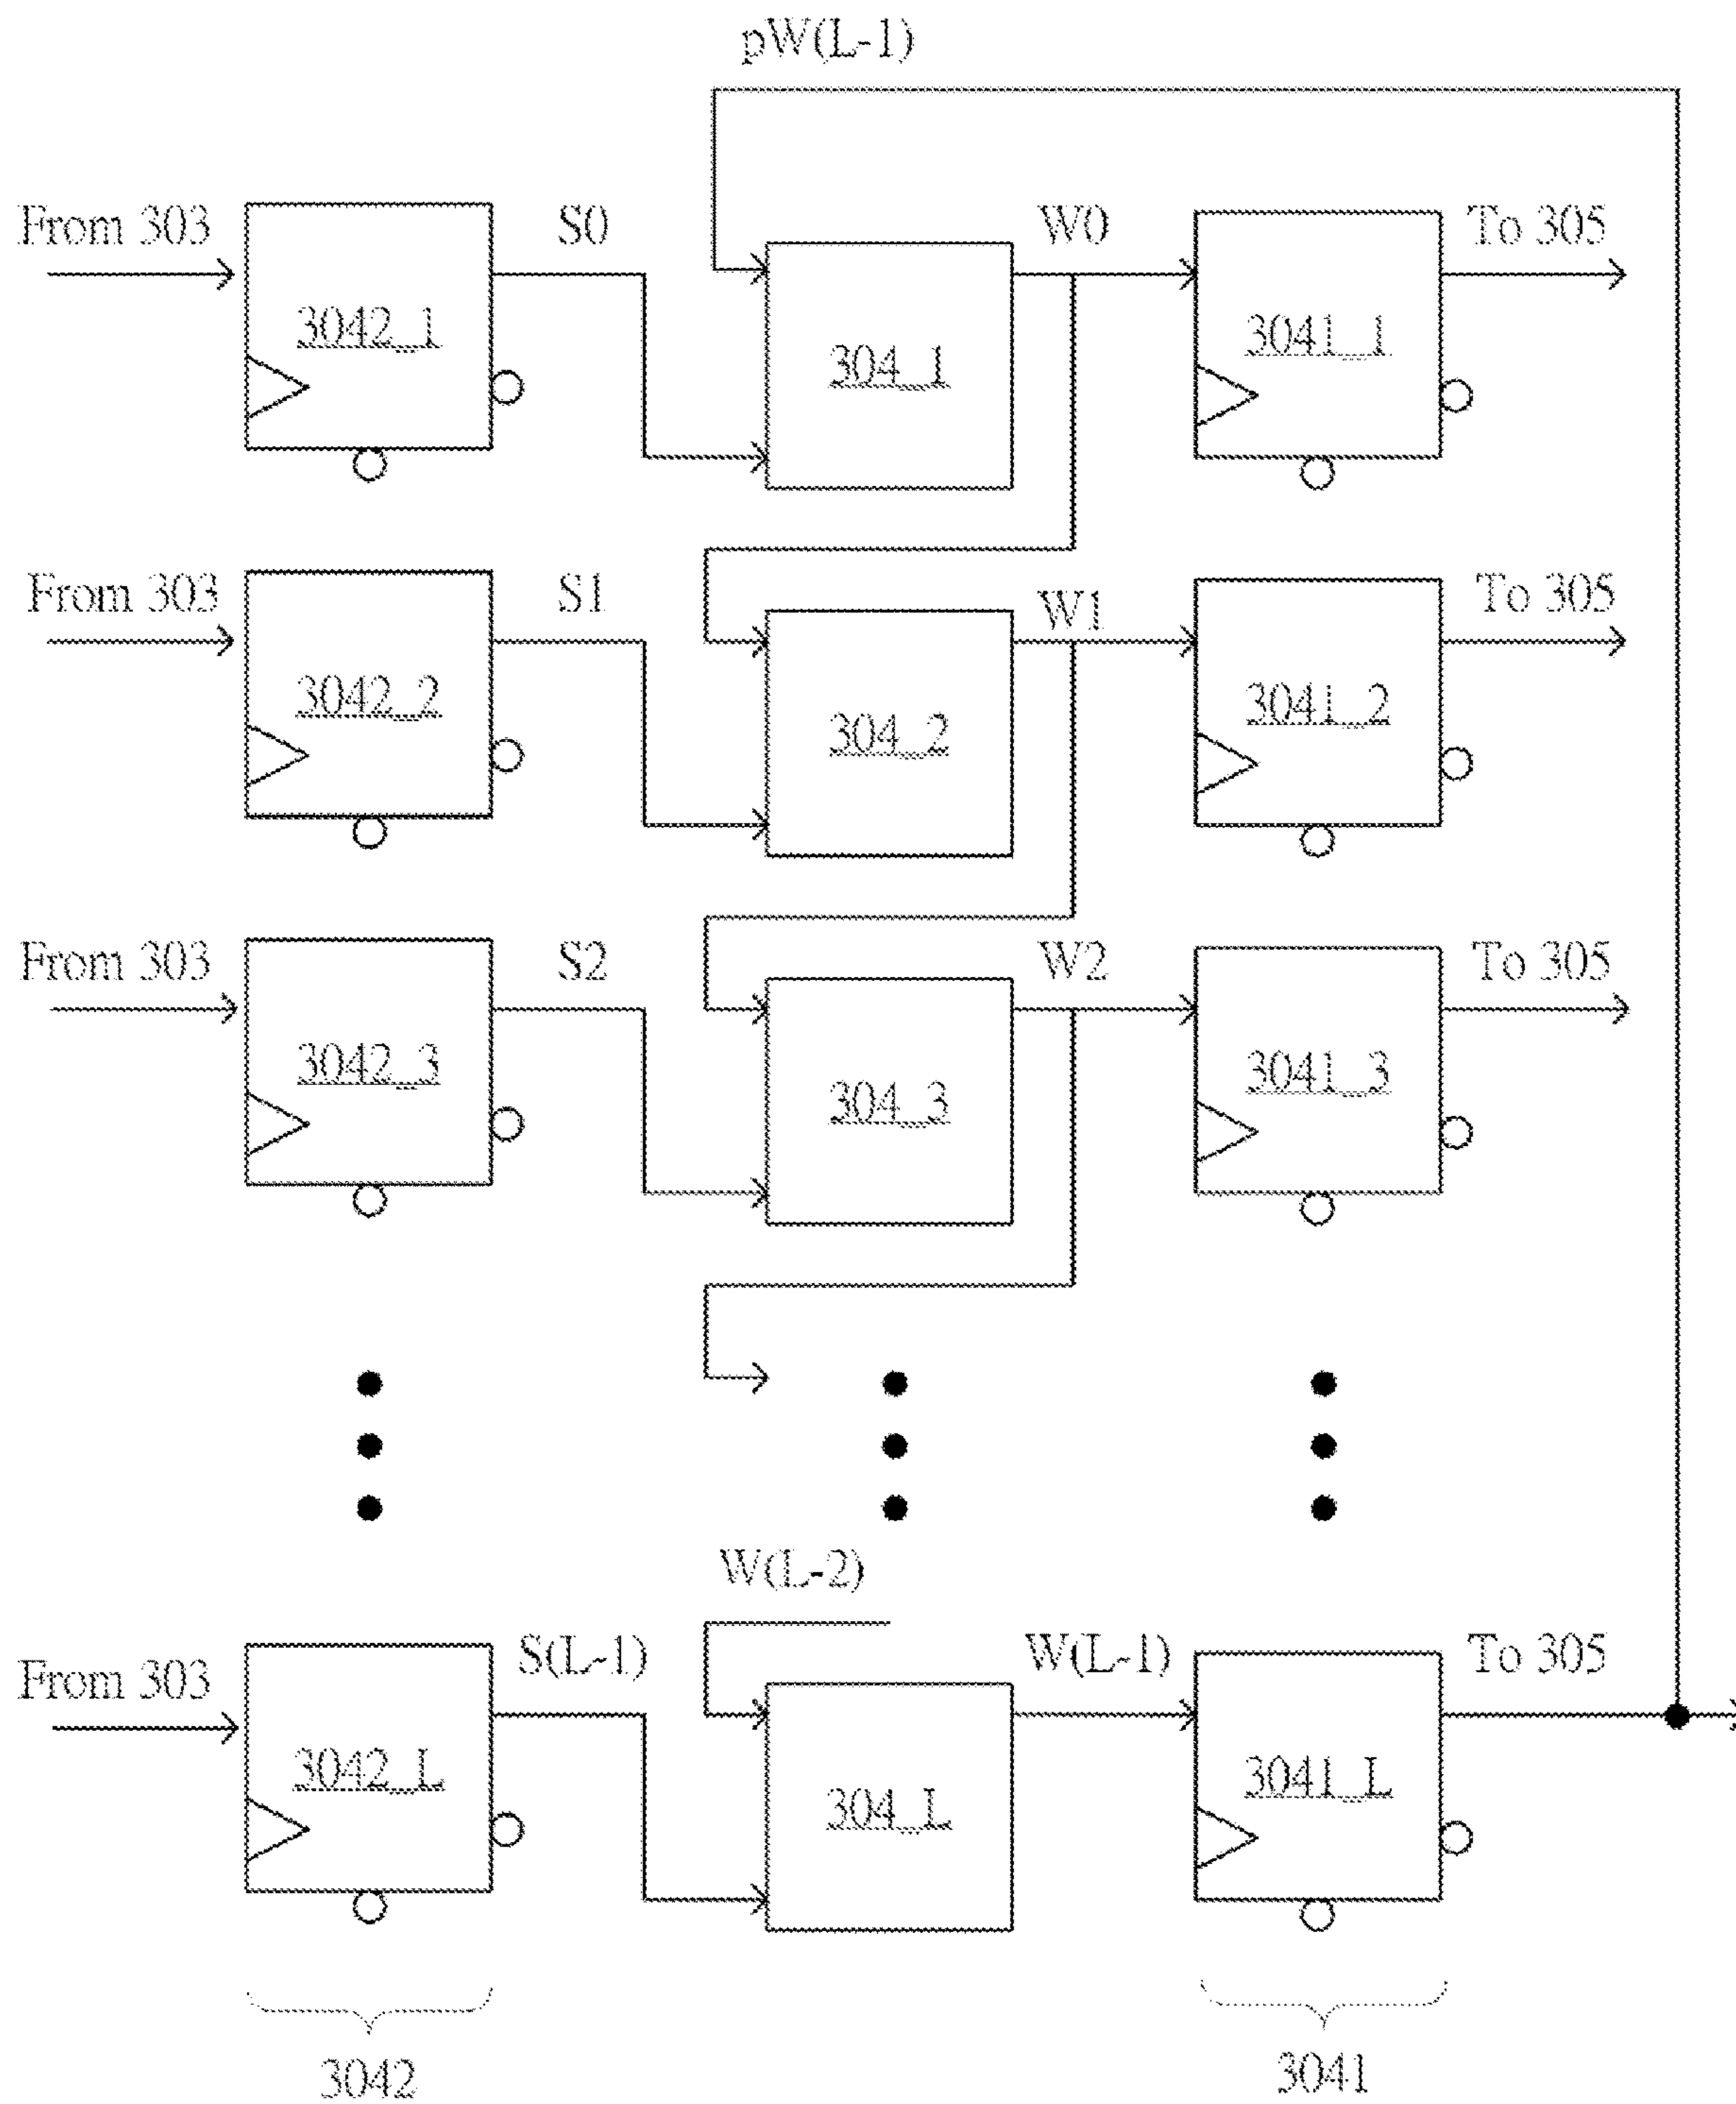 pW(L-1)
From 303 S0 W0 To 305
3042_1 304_1 3041_1
From 303 S1 W1 To 305
3042_2 304_2 3041_2
From 303 S2 W2 To 305
3042_3 304_3 3041_3
W(L-2)
From 303 S(L-1) W(L-1) To 305
3042_L 304_L 3041_L
3042 3041